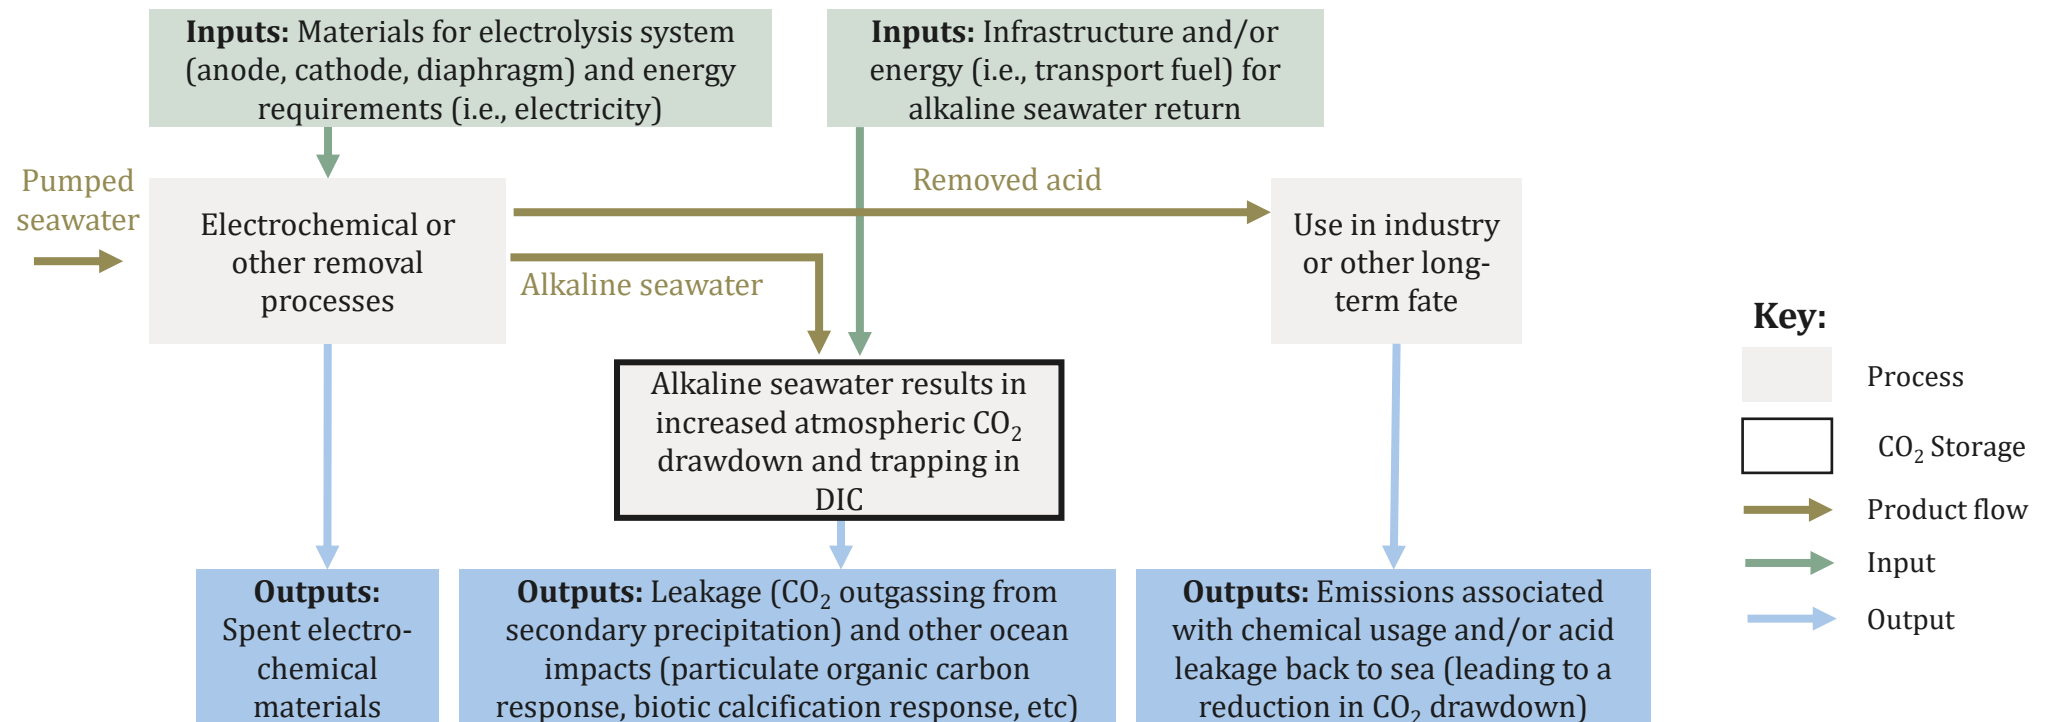 Inputs: Materials for electrolysis system
(anode, cathode, diaphragm) and energy
requirements (i.e., electricity)
Inputs: Infrastructure and/or
energy (i.e., transport fuel) for
alkaline seawater return
Pumped
seawater
Electrochemical or
other removal
processes
Removed acid
Alkaline seawater
Use in industry
or other long-
term fate
Alkaline seawater results in
increased atmospheric CO₂
drawdown and trapping in
DIC
Outputs:
Spent electro-
chemical
materials
Outputs: Leakage (CO₂ outgassing from
secondary precipitation) and other ocean
impacts (particulate organic carbon
response, biotic calcification response, etc)
Outputs: Emissions associated
with chemical usage and/or acid
leakage back to sea (leading to a
reduction in CO₂ drawdown)
Key:
Process
CO₂ Storage
Product flow
Input
Output